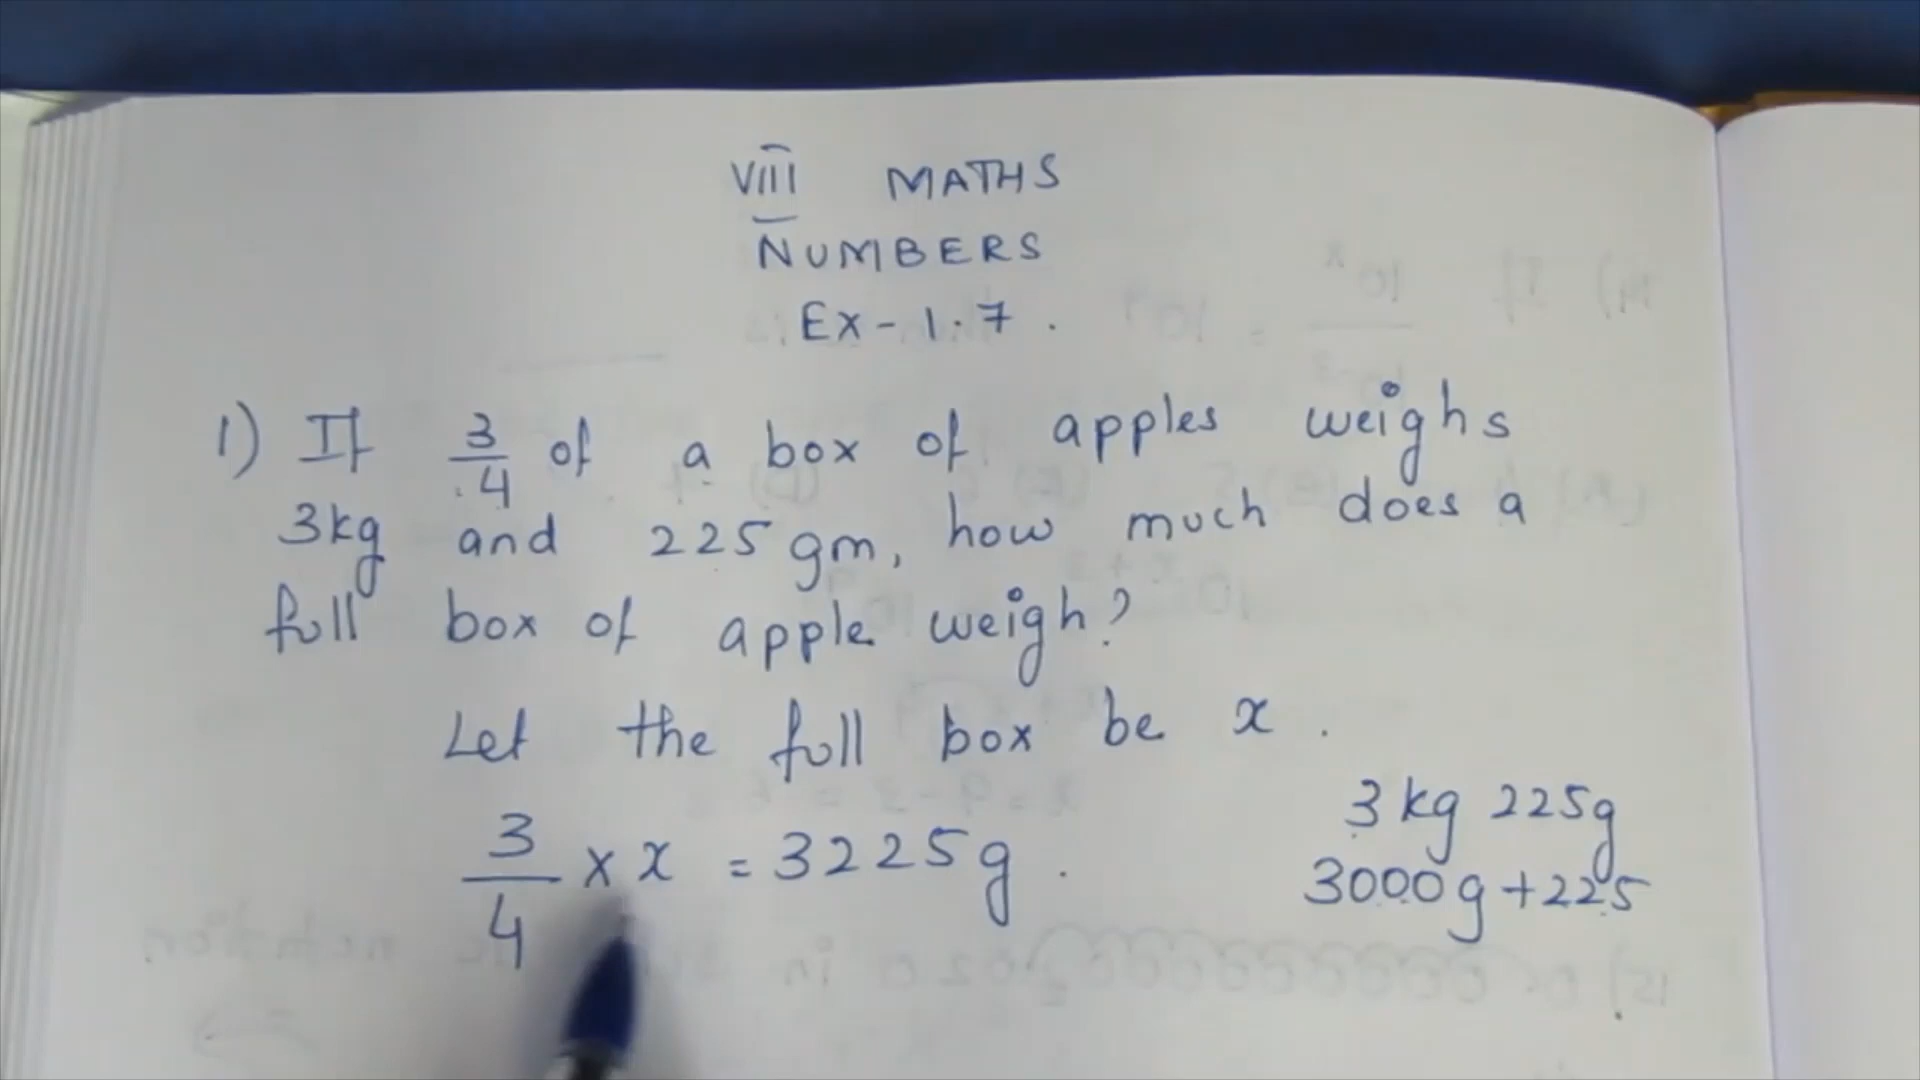 VIII MATHS
NUMBERS
Ex - 1.7.
1) If 3/4 of a box of apples weighs
3kg and 225 gm, how much does a
full box of apple weigh?
Let the full box be x.
3 kg 225g
3/4 × x = 3225g.
3000g + 225